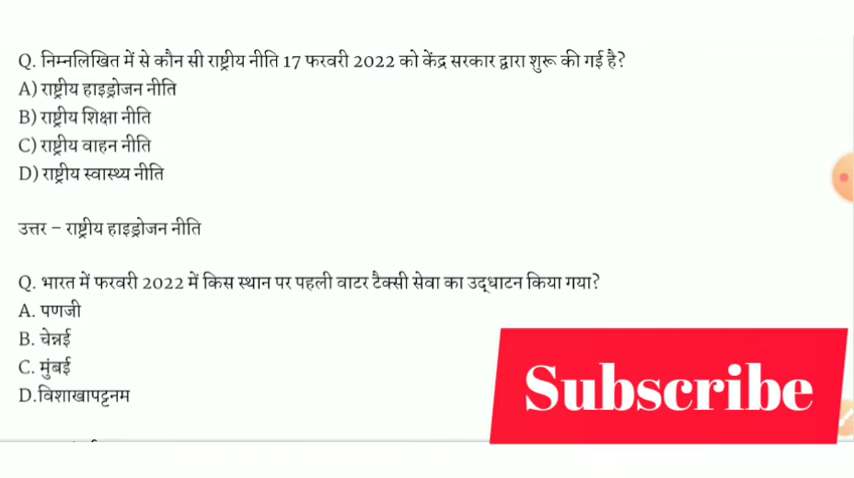 Q. निम्नलिखित में से कौन सी राष्ट्रीय नीति 17 फरवरी 2022 को केंद्र सरकार द्वारा शुरू की गई है?
A) राष्ट्रीय हाइड्रोजन नीति
B) राष्ट्रीय शिक्षा नीति
C) राष्ट्रीय वाहन नीति
D) राष्ट्रीय स्वास्थ्य नीति
उत्तर – राष्ट्रीय हाइड्रोजन नीति
Q. भारत में फरवरी 2022 में किस स्थान पर पहली वाटर टैक्सी सेवा का उद्धाटन किया गया?
A. पणजी
B. चेन्नई
C. मुंबई
D.विशाखापट्टनम
Subscribe